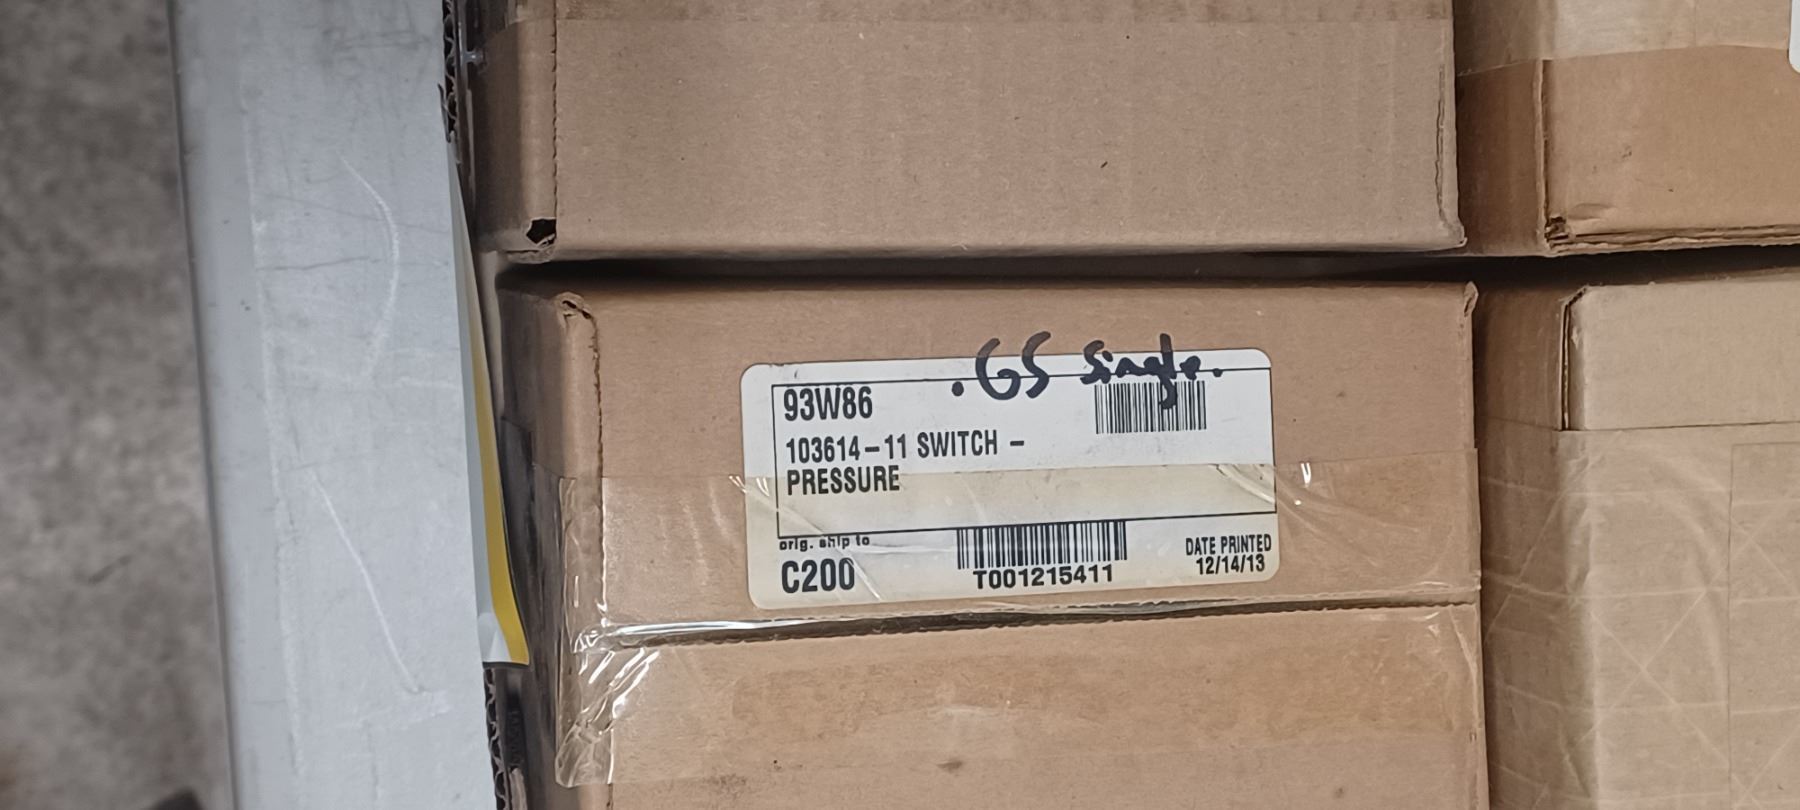 .65 single.
93W86
103614-11 SWITCH -
PRESSURE
orig. ship to
C200
T001215411
DATE PRINTED
12/14/13